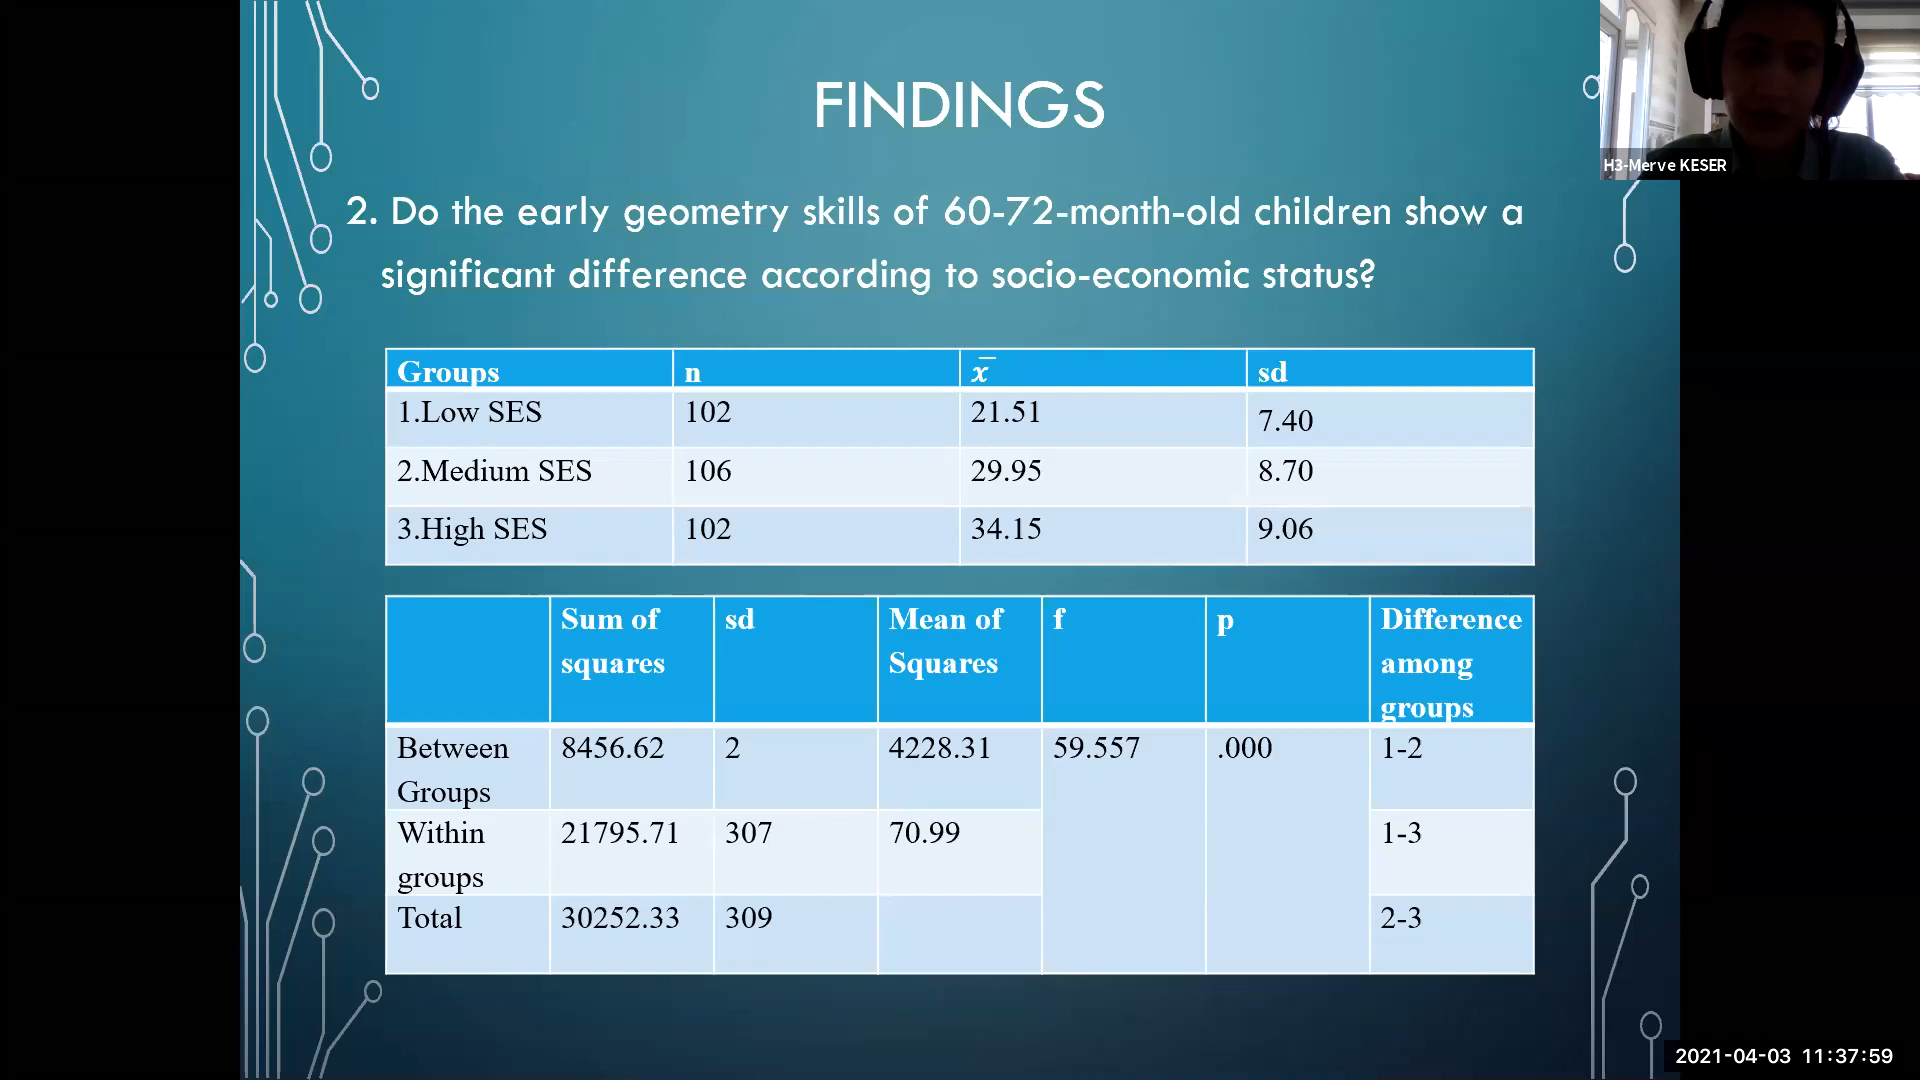 FINDINGS
H3-Merve KESER
2. Do the early geometry skills of 60-72-month-old children show a
significant difference according to socio-economic status?
Groups n x̅ sd
1.Low SES 102 21.51 7.40
2.Medium SES 106 29.95 8.70
3.High SES 102 34.15 9.06
Sum of squares sd Mean of Squares f p Difference among groups
Between Groups 8456.62 2 4228.31 59.557 .000 1-2
Within groups 21795.71 307 70.99 1-3
Total 30252.33 309 2-3
2021-04-03 11:37:59